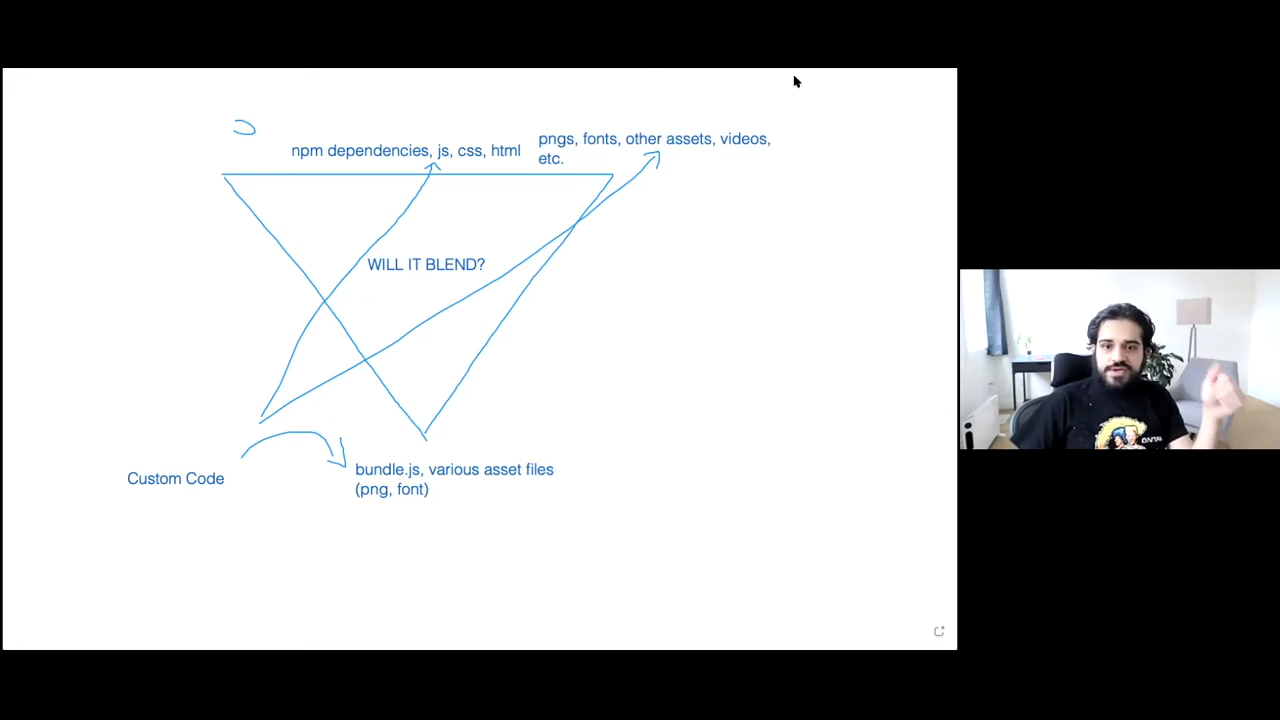 npm dependencies, js, css, html
pngs, fonts, other assets, videos,
etc.
WILL IT BLEND?
Custom Code
bundle.js, various asset files
(png, font)